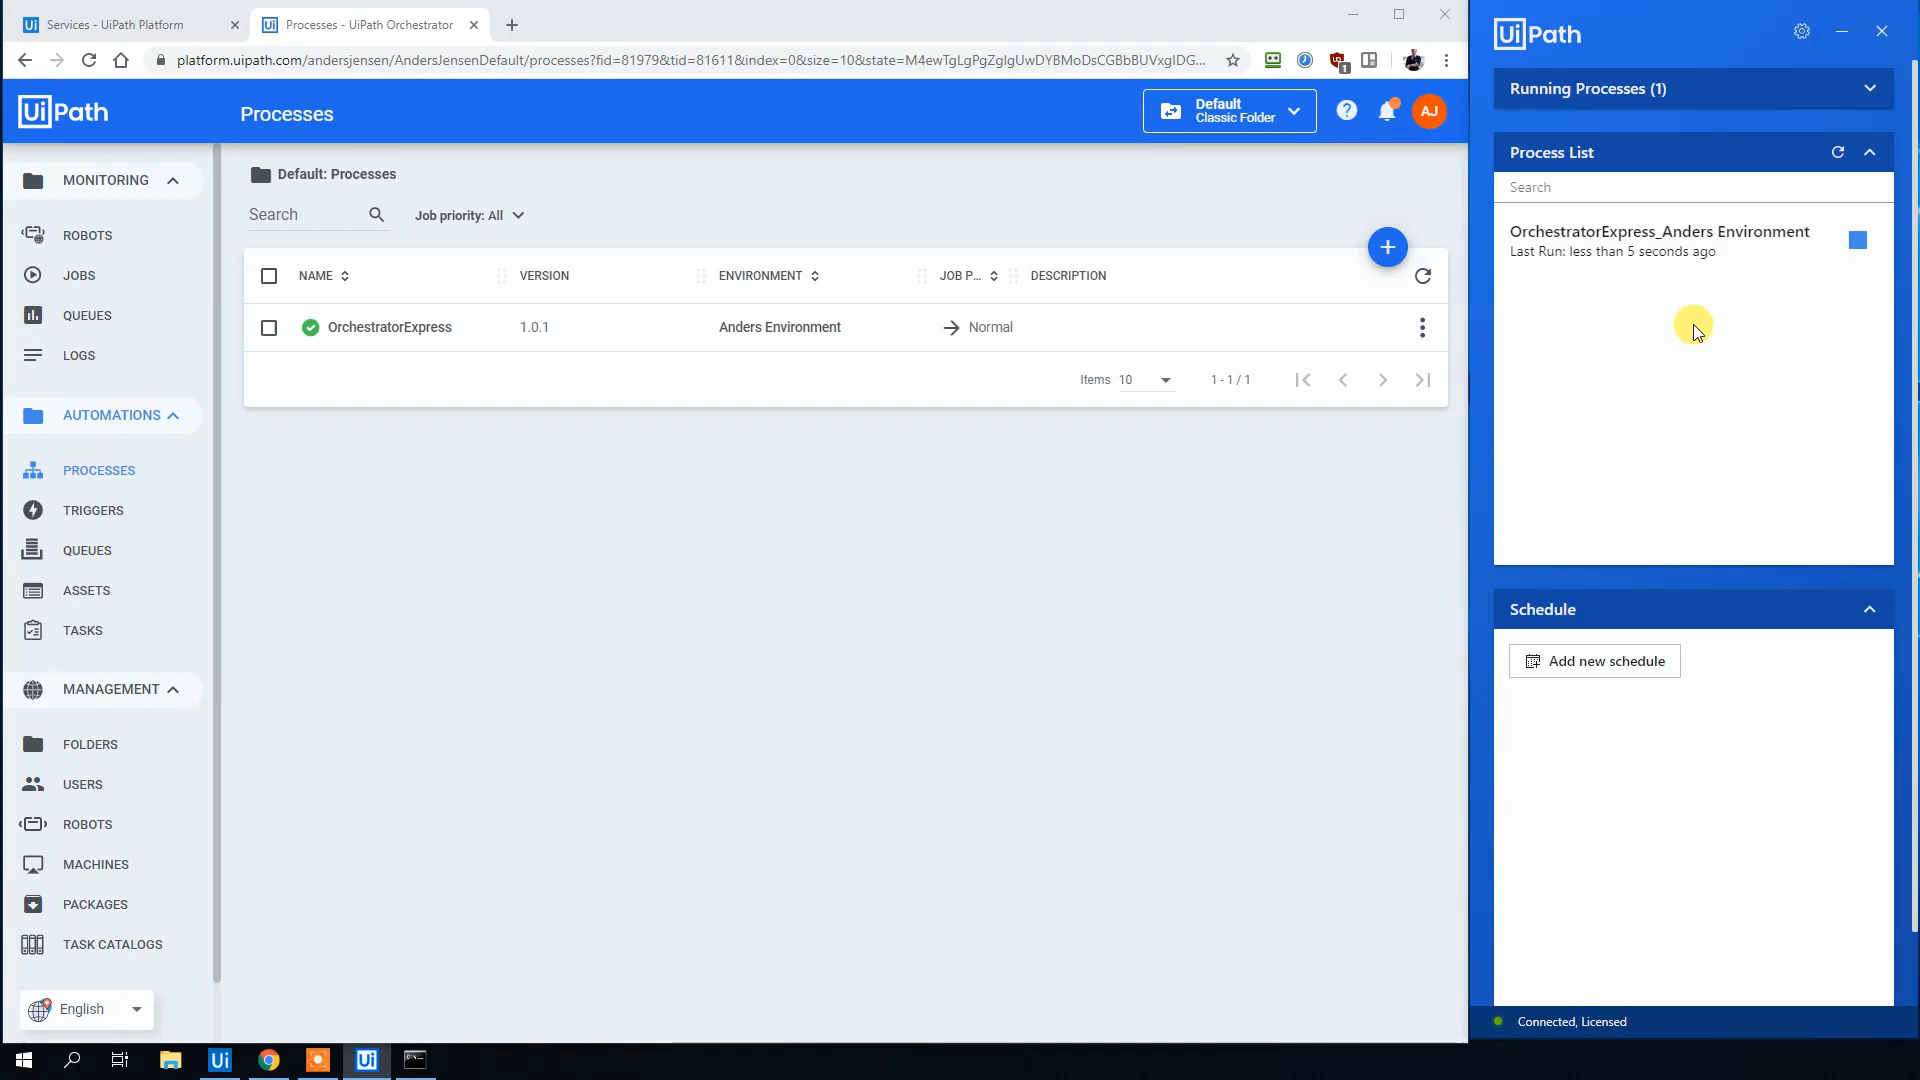 Services - UiPath Platform
Processes - UiPath Orchestrator
platform.uipath.com/andersjensen/AndersJensenDefault/processes?fid=81979&tid=81611&index=0&size=10&state=M4ewTgLgPgZglgUwDYBMoDsCGBbBUVxgIDG...
1
UiPath
Processes
Default
Classic Folder
AJ
MONITORING
ROBOTS
JOBS
QUEUES
LOGS
AUTOMATIONS
PROCESSES
TRIGGERS
QUEUES
ASSETS
TASKS
MANAGEMENT
FOLDERS
USERS
ROBOTS
MACHINES
PACKAGES
TASK CATALOGS
English
Default: Processes
Search
Job priority: All
NAME VERSION ENVIRONMENT JOB P... DESCRIPTION
OrchestratorExpress 1.0.1 Anders Environment Normal
Items 10 1 - 1 / 1
UiPath
Running Processes (1)
Process List
Search
OrchestratorExpress_Anders Environment
Last Run: less than 5 seconds ago
Schedule
Add new schedule
Connected, Licensed
Ui
Ui